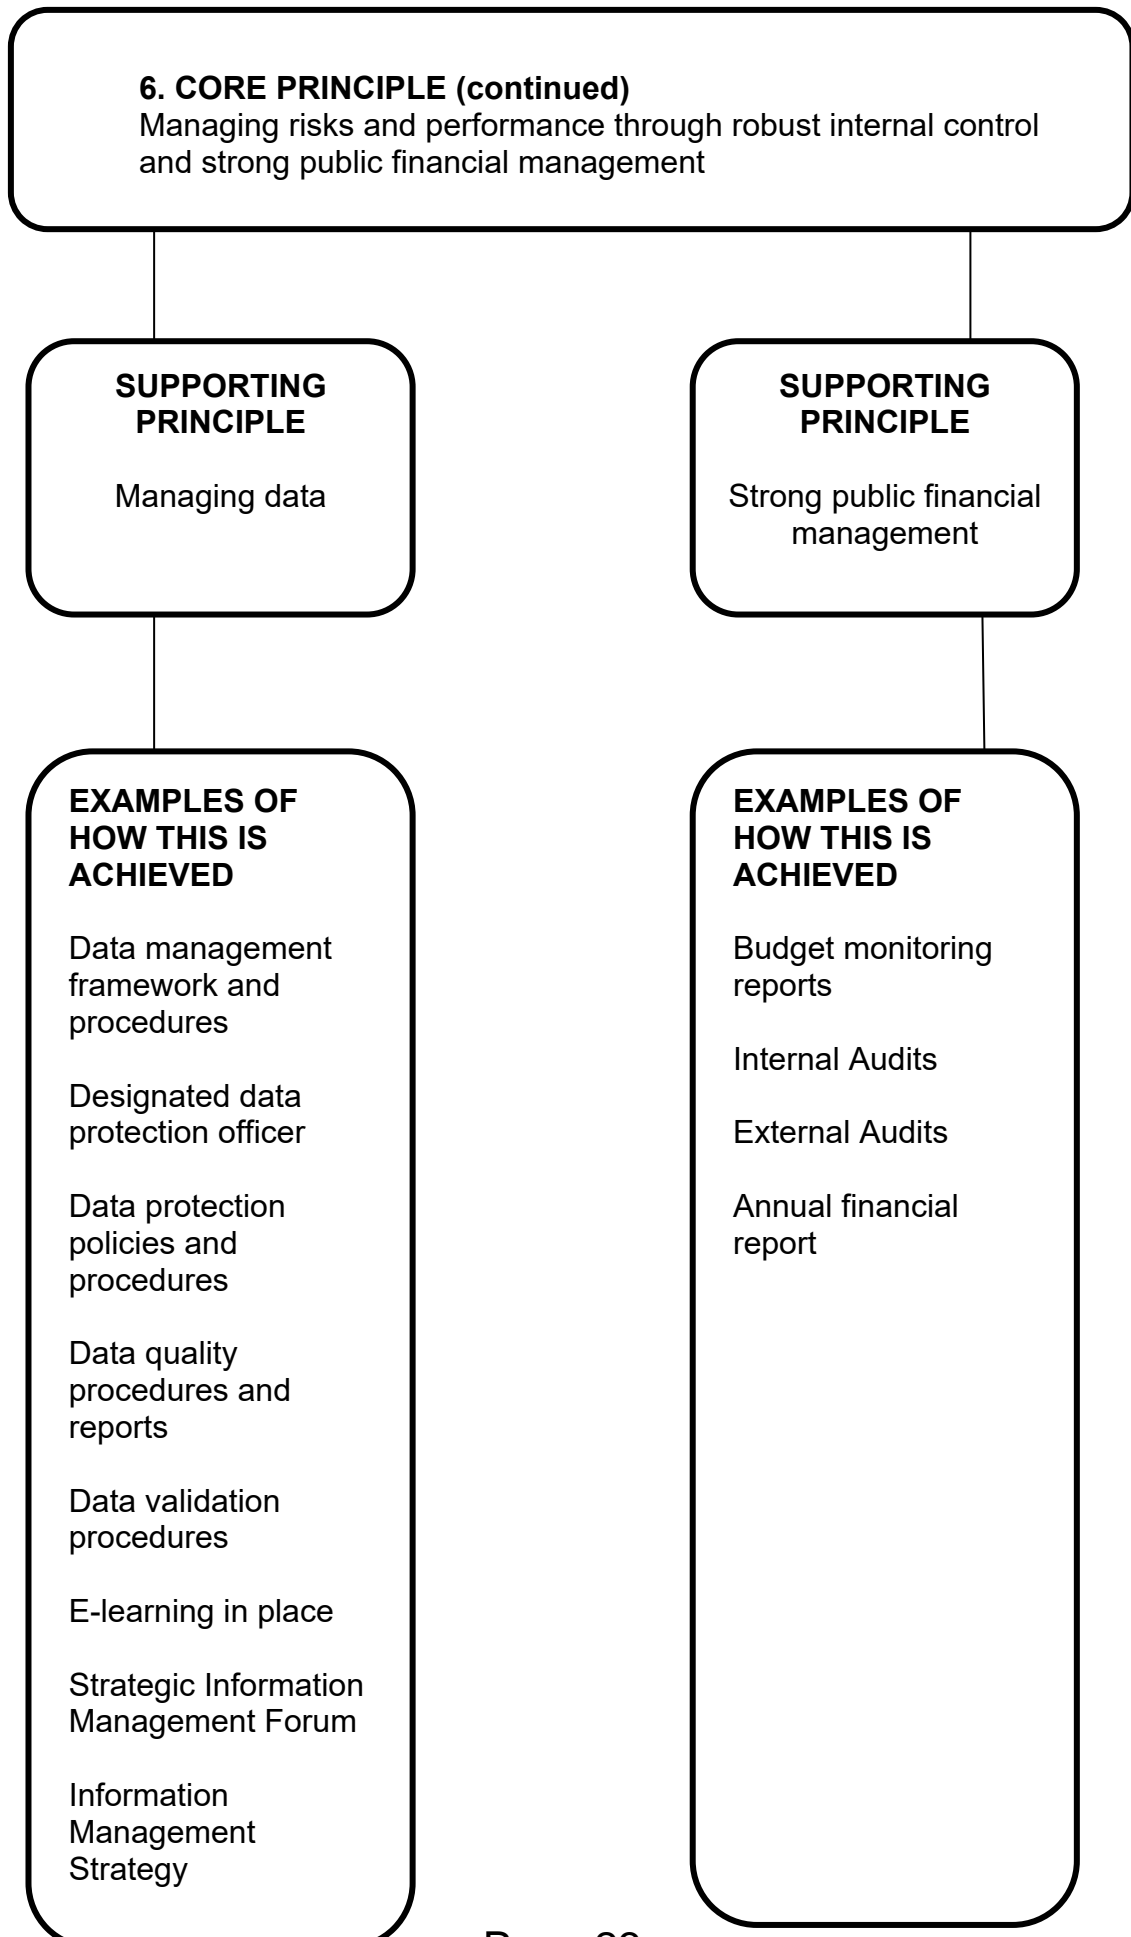 6. CORE PRINCIPLE (continued)
Managing risks and performance through robust internal control
and strong public financial management
SUPPORTING
PRINCIPLE
Managing data
SUPPORTING
PRINCIPLE
Strong public financial
management
EXAMPLES OF
HOW THIS IS
ACHIEVED
Data management
framework and
procedures
Designated data
protection officer
Data protection
policies and
procedures
Data quality
procedures and
reports
Data validation
procedures
E-learning in place
Strategic Information
Management Forum
Information
Management
Strategy
EXAMPLES OF
HOW THIS IS
ACHIEVED
Budget monitoring
reports
Internal Audits
External Audits
Annual financial
report